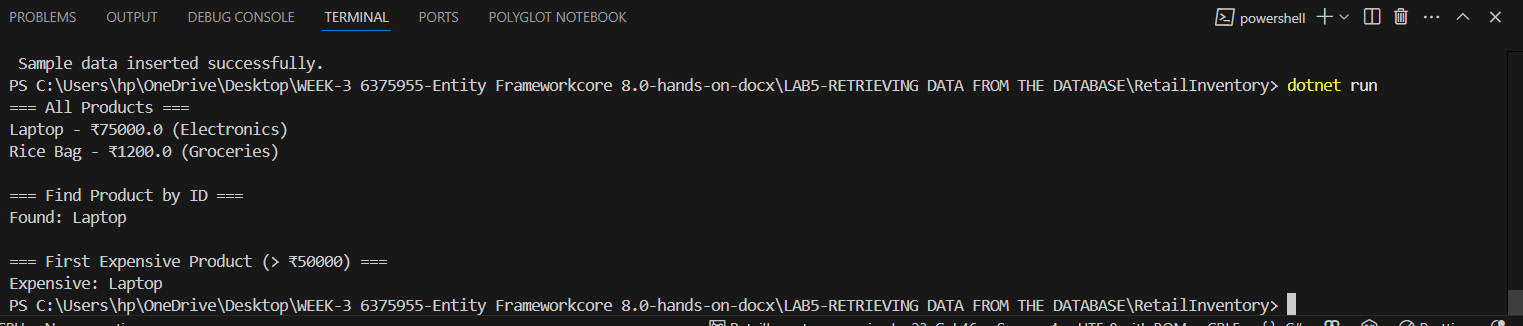 PROBLEMS OUTPUT DEBUG CONSOLE TERMINAL PORTS POLYGLOT NOTEBOOK powershell
Sample data inserted successfully.
PS C:\Users\hp\OneDrive\Desktop\WEEK-3 6375955-Entity Frameworkcore 8.0-hands-on-docx\LAB5-RETRIEVING DATA FROM THE DATABASE\RetailInventory> dotnet run
=== All Products ===
Laptop - ₹75000.0 (Electronics)
Rice Bag - ₹1200.0 (Groceries)
=== Find Product by ID ===
Found: Laptop
=== First Expensive Product (> ₹50000) ===
Expensive: Laptop
PS C:\Users\hp\OneDrive\Desktop\WEEK-3 6375955-Entity Frameworkcore 8.0-hands-on-docx\LAB5-RETRIEVING DATA FROM THE DATABASE\RetailInventory>